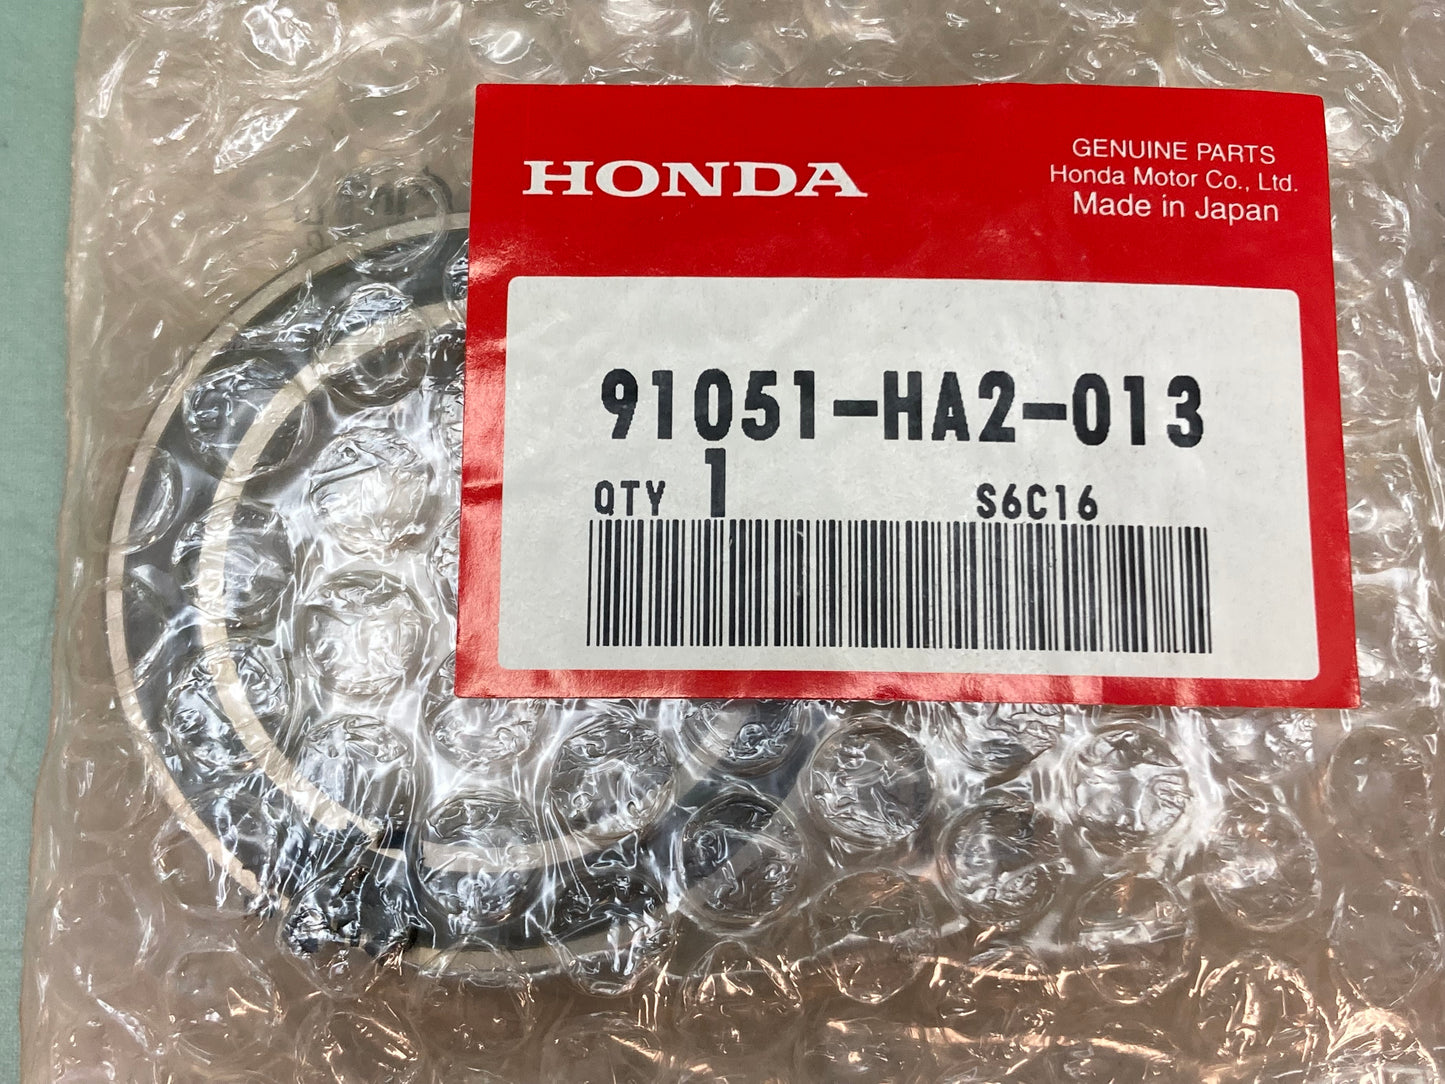 HONDA
GENUINE PARTS
Honda Motor Co., Ltd.
Made in Japan
91051-HA2-013
QTY 1 S6C16